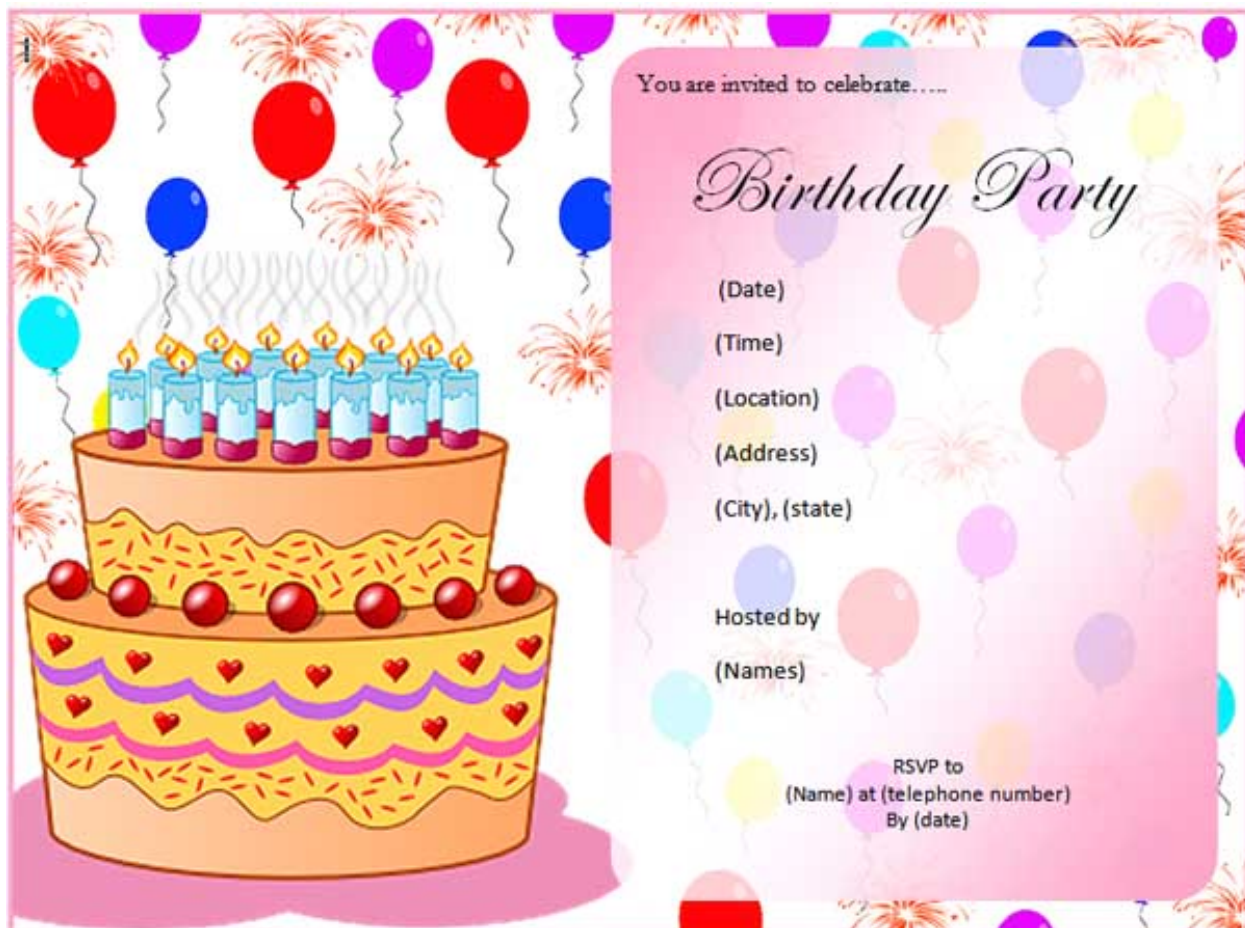 You are invited to celebrate.....
Birthday Party
(Date)
(Time)
(Location)
(Address)
(City), (state)
Hosted by
(Names)
RSVP to
(Name) at (telephone number)
By (date)